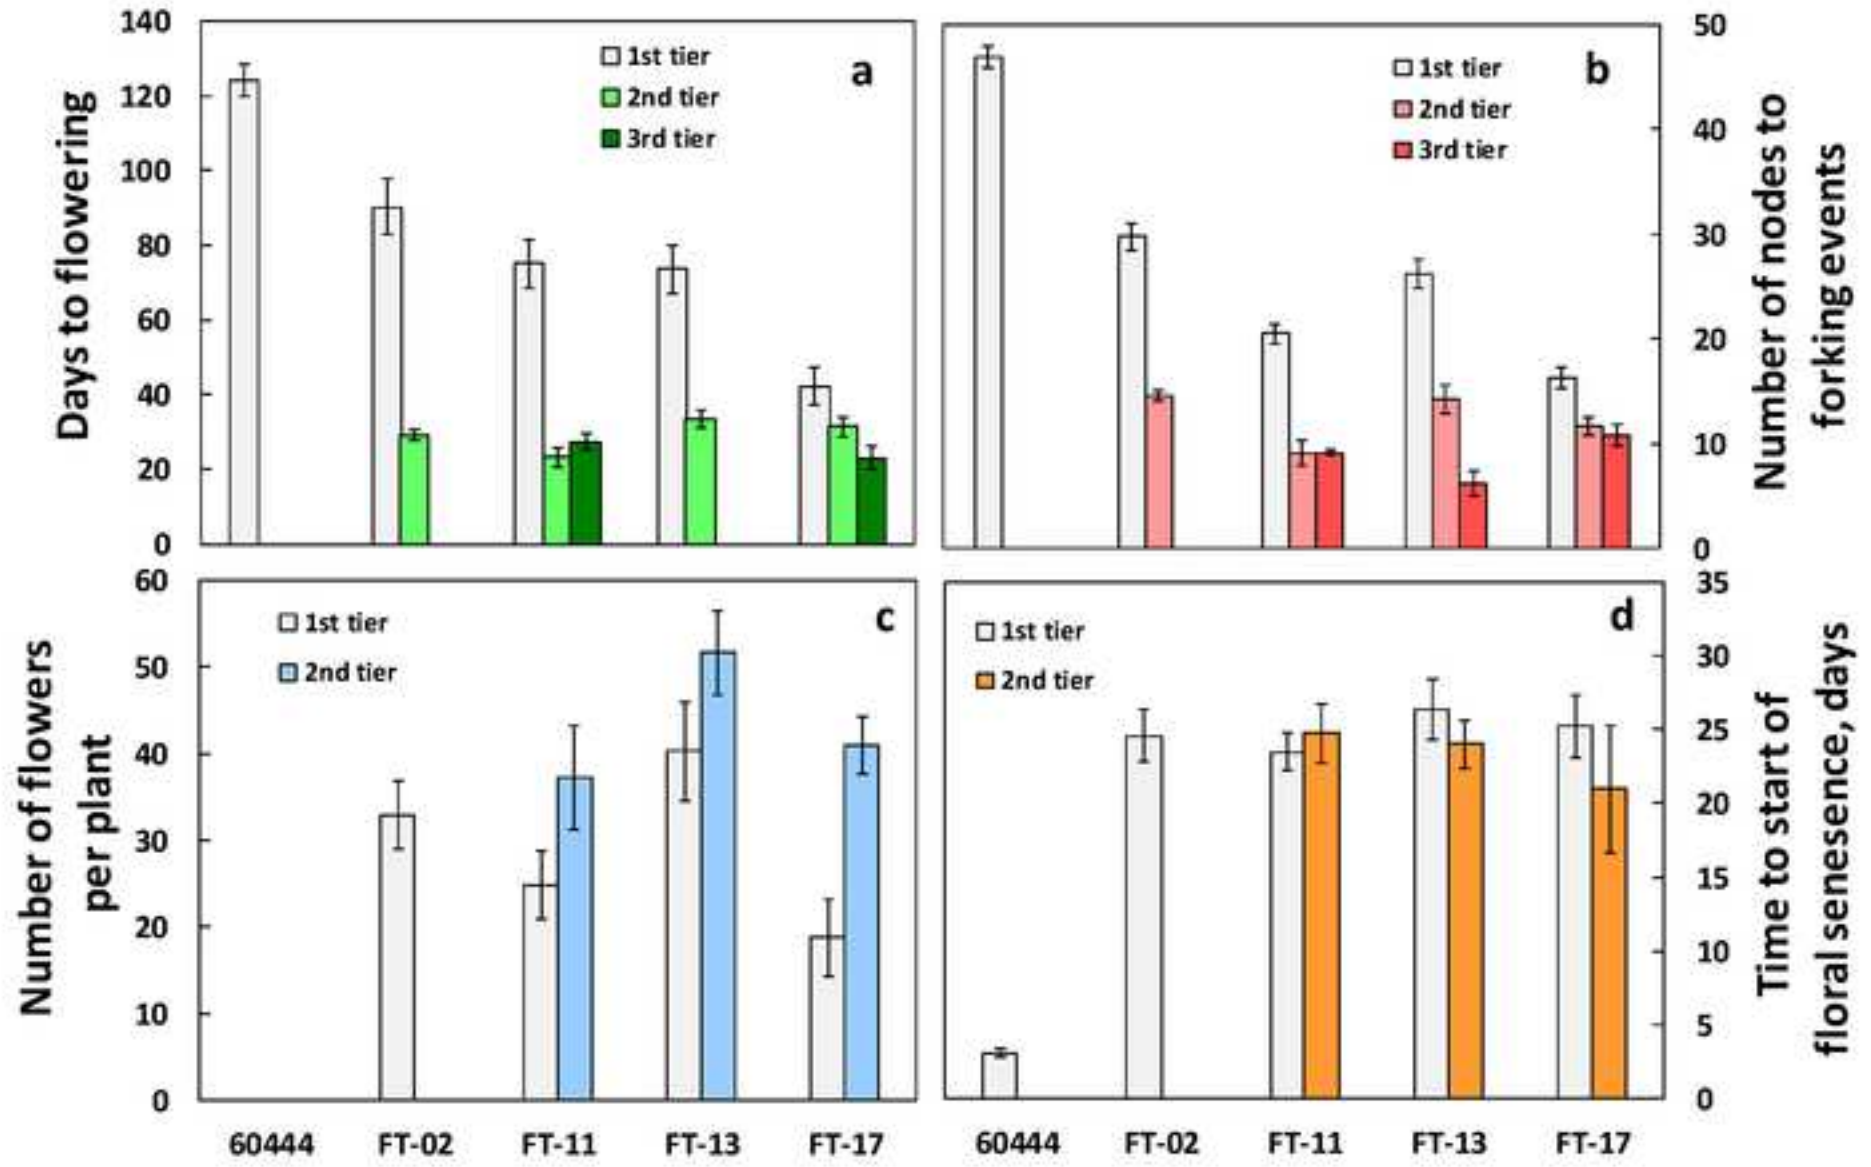 140
120
100
80
60
40
20
0
Days to flowering
1st tier
2nd tier
3rd tier
a
50
40
30
20
10
0
Number of nodes to
forking events
1st tier
2nd tier
3rd tier
b
60
50
40
30
20
10
0
Number of flowers
per plant
1st tier
2nd tier
c
60444 FT-02 FT-11 FT-13 FT-17
35
30
25
20
15
10
5
0
Time to start of
floral senesence, days
1st tier
2nd tier
d
60444 FT-02 FT-11 FT-13 FT-17